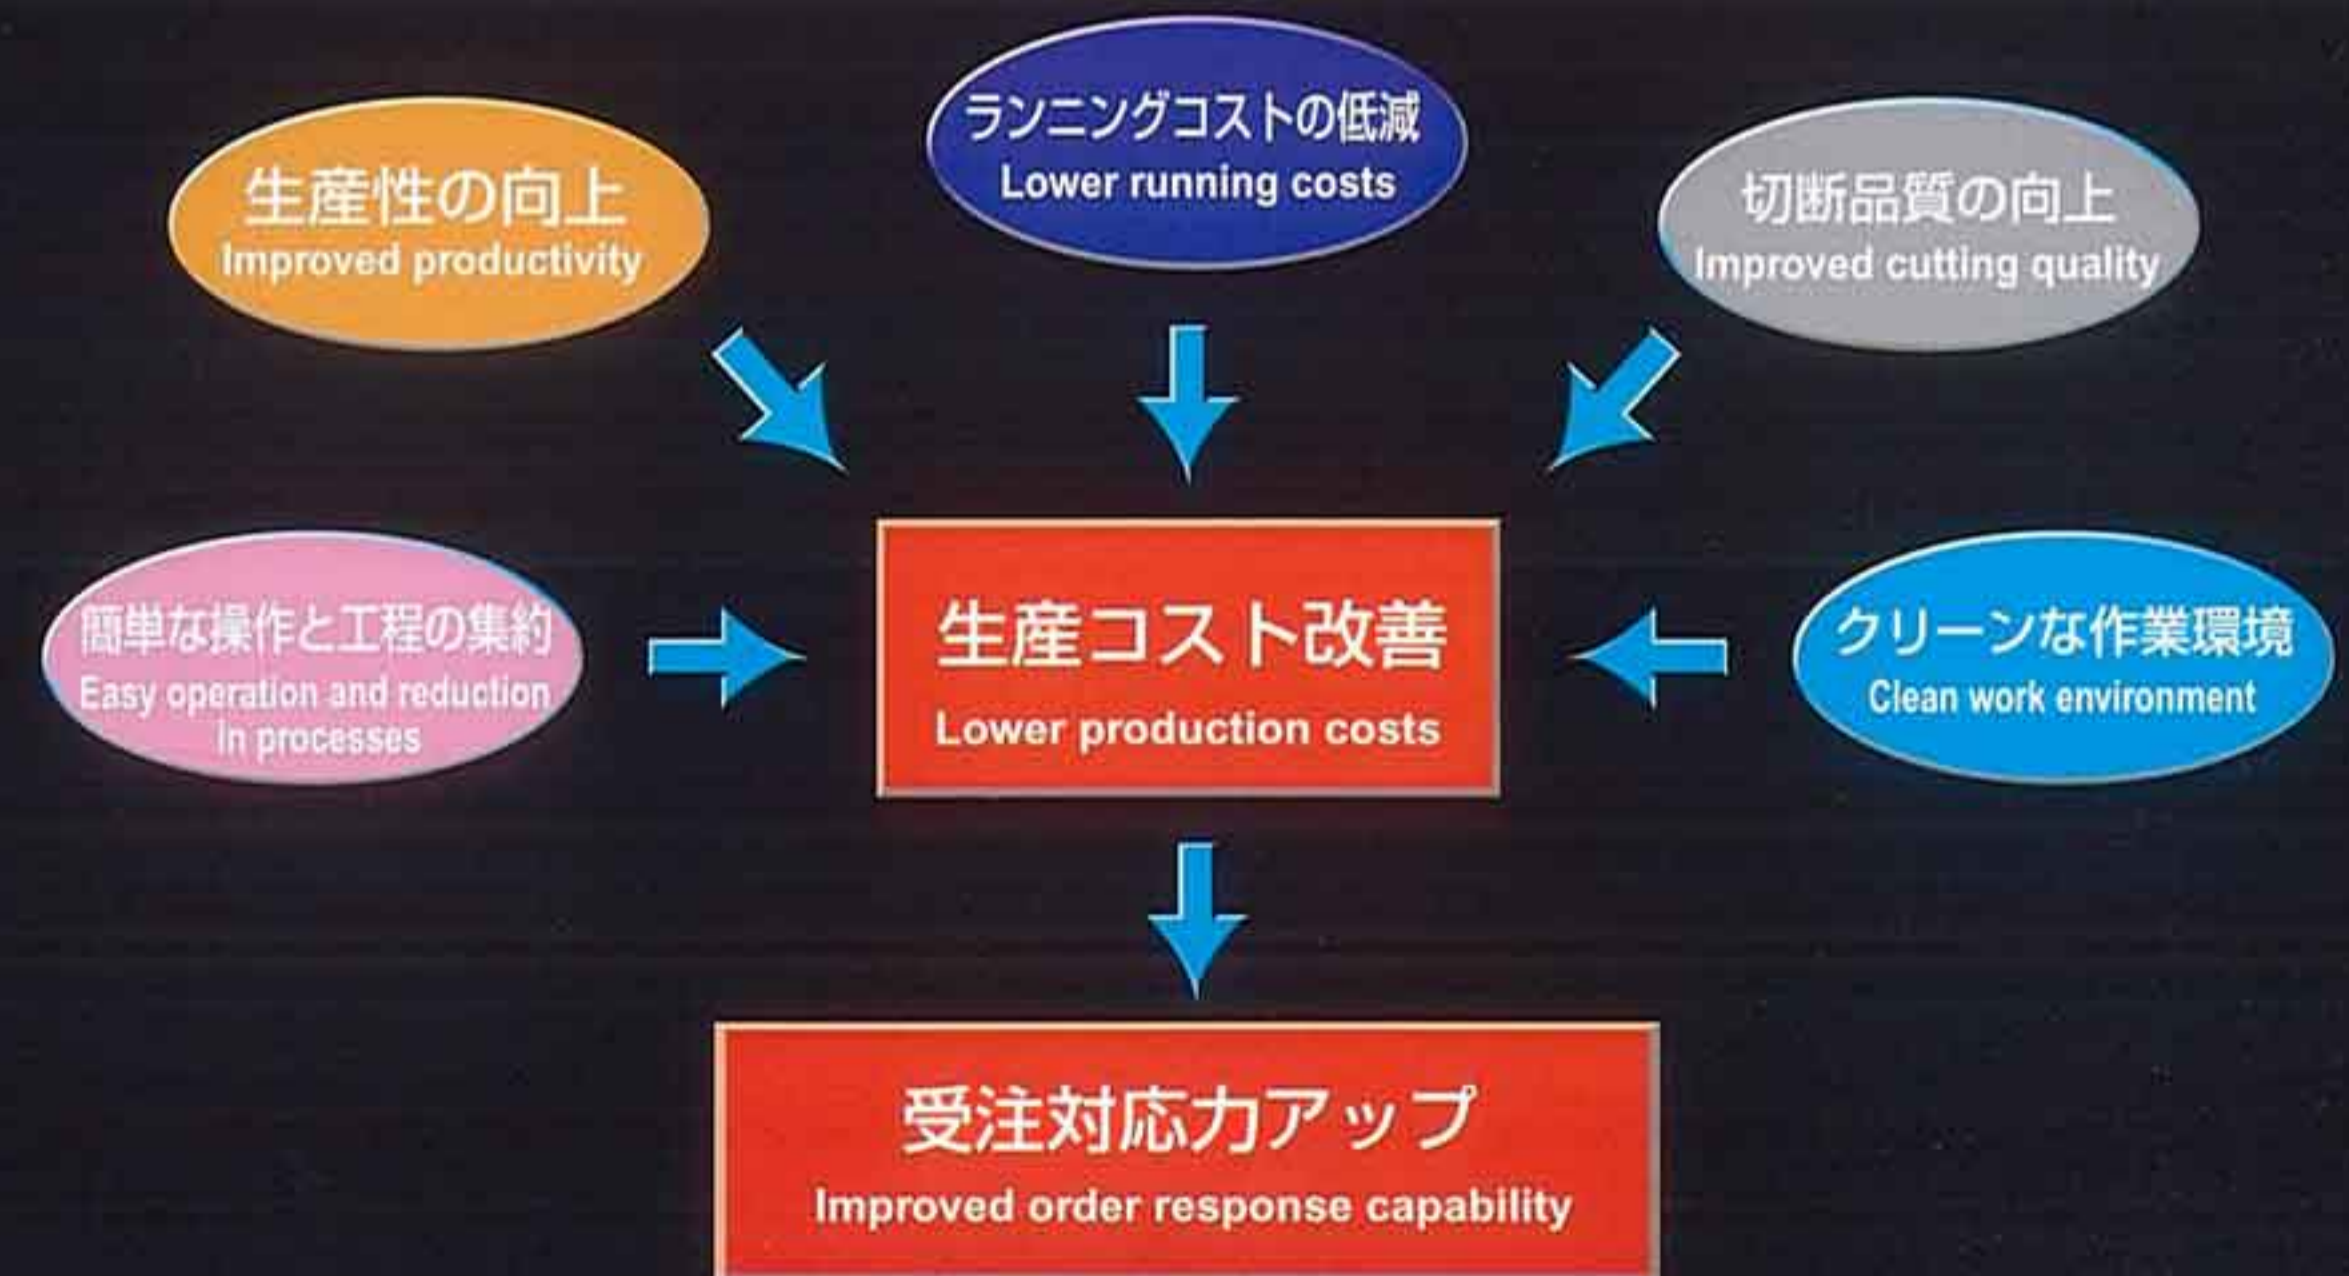 ランニングコストの低減
Lower running costs
生産性の向上
Improved productivity
切断品質の向上
Improved cutting quality
簡単な操作と工程の集約
Easy operation and reduction
in processes
生産コスト改善
Lower production costs
クリーンな作業環境
Clean work environment
受注対応力アップ
Improved order response capability